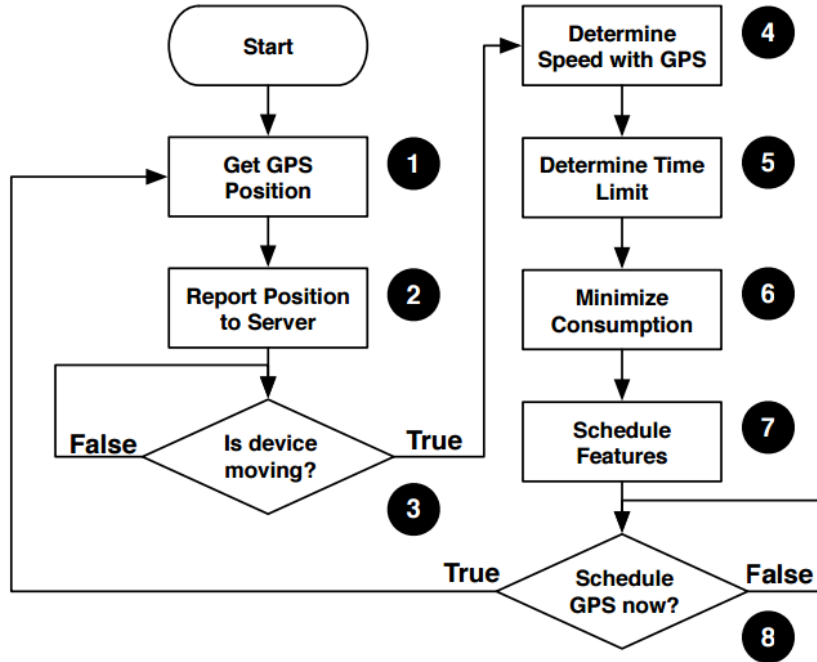 Start
Get GPS
Position
1
Report Position
to Server
2
False
Is device
moving?
True
3
Determine
Speed with GPS
4
Determine Time
Limit
5
Minimize
Consumption
6
Schedule
Features
7
True
Schedule
GPS now?
False
8